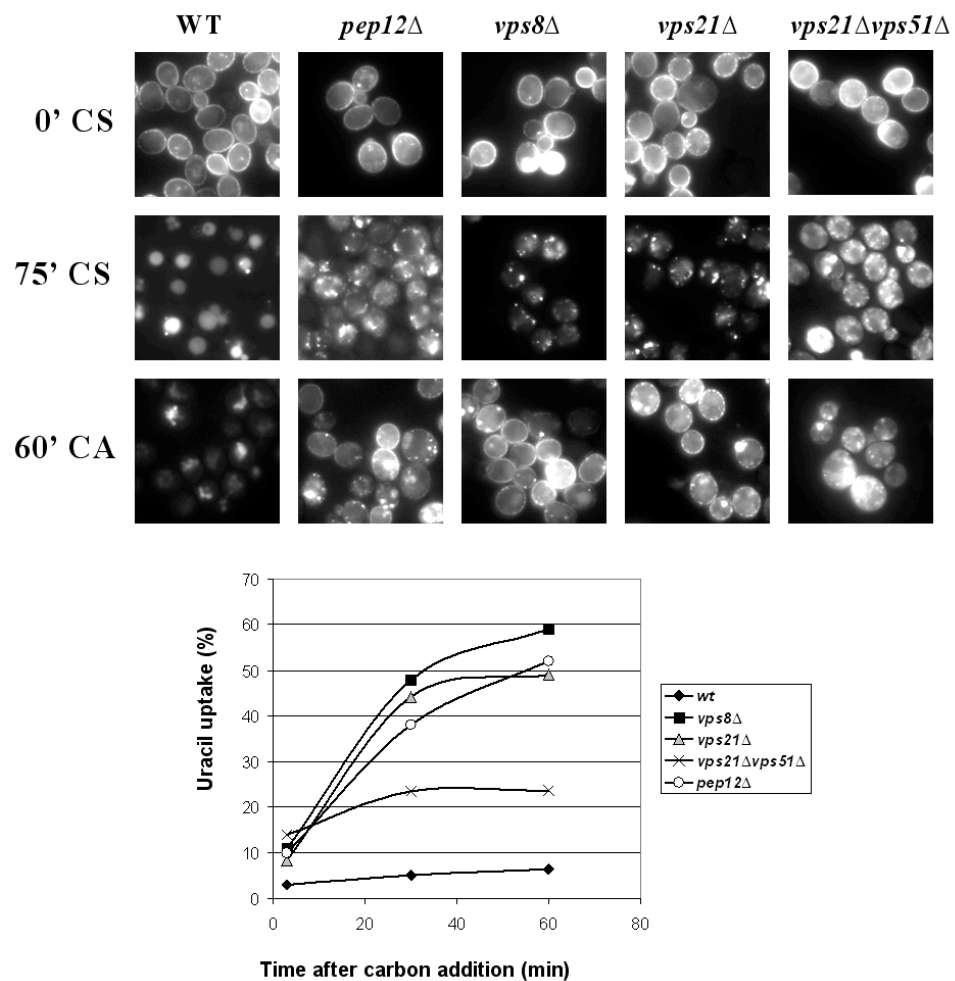 WT pep12Δ vps8Δ vps21Δ vps21Δvps51Δ
0’ CS
75’ CS
60’ CA
70
60
50
40
30
20
10
0
0 20 40 60 80
Uracil uptake (%)
Time after carbon addition (min)
wt
vps8Δ
vps21Δ
vps21Δvps51Δ
pep12Δ